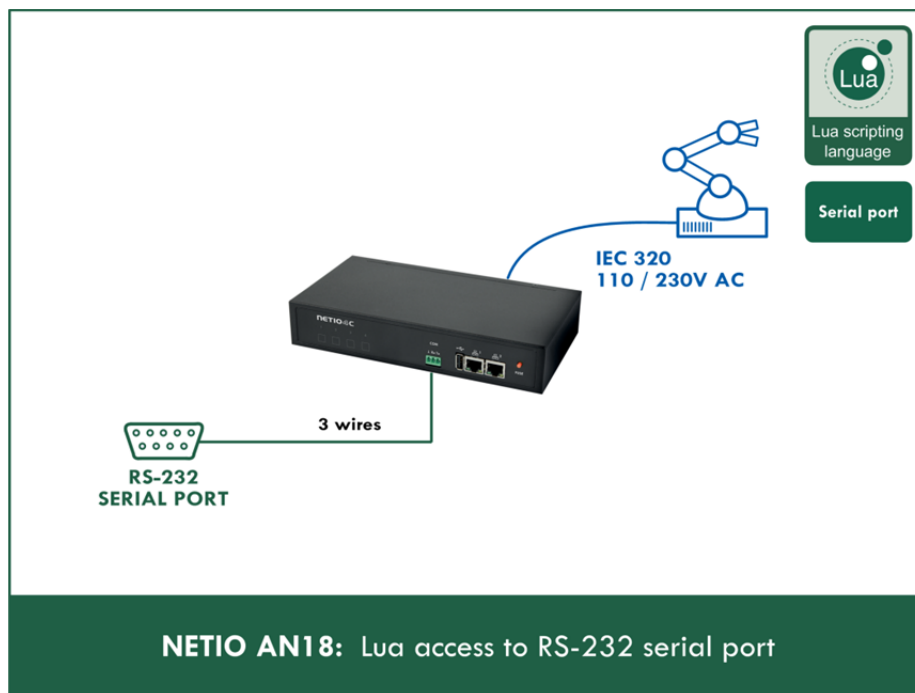 Lua
Lua scripting
language
Serial port
IEC 320
110 / 230V AC
NETIO 4C
COM
3 wires
RS-232
SERIAL PORT
NETIO AN18: Lua access to RS-232 serial port